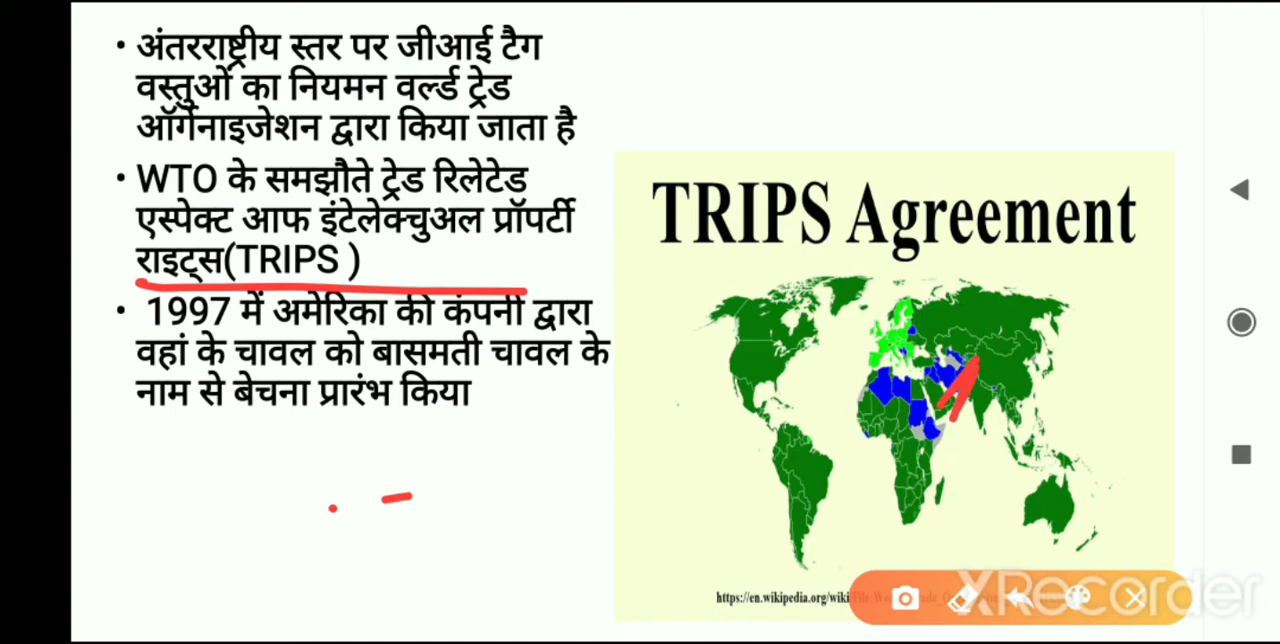 • अंतरराष्ट्रीय स्तर पर जीआई टैग
वस्तुओं का नियमन वर्ल्ड ट्रेड
ऑर्गेनाइजेशन द्वारा किया जाता है
• WTO के समझौते ट्रेड रिलेटेड
एस्पेक्ट आफ इंटेलेक्चुअल प्रॉपर्टी
राइट्स(TRIPS )
• 1997 में अमेरिका की कंपनी द्वारा
वहां के चावल को बासमती चावल के
नाम से बेचना प्रारंभ किया
TRIPS Agreement
https://en.wikipedia.org/wiki
XRecorder